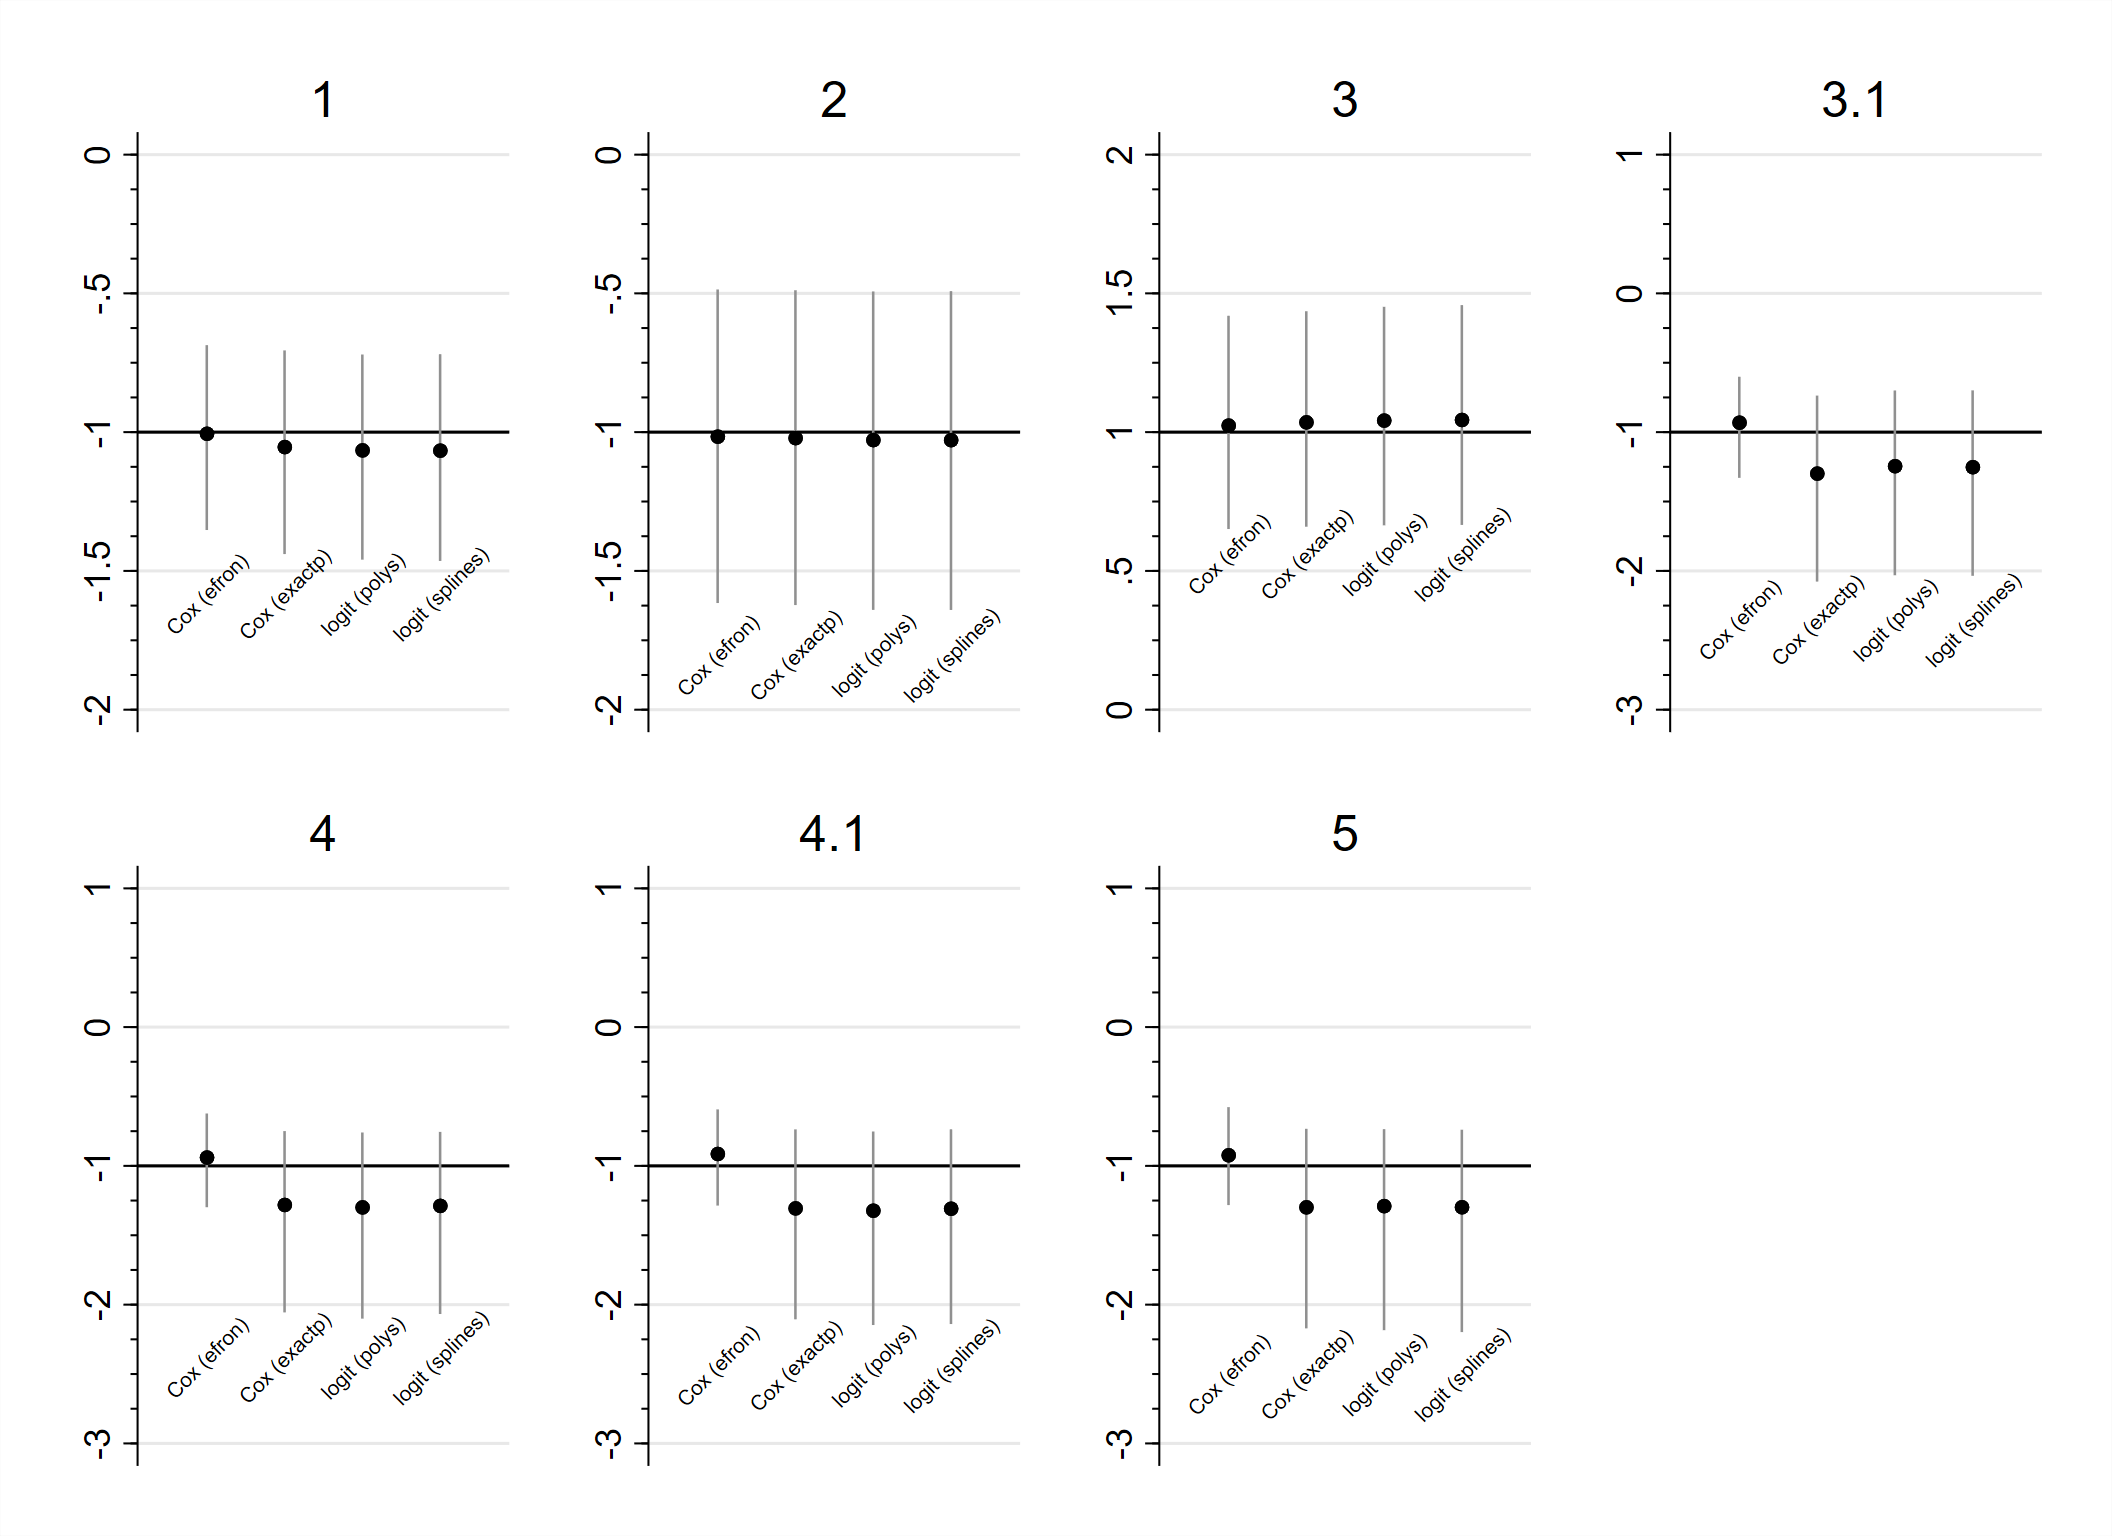 1
0
-.5
-1
-1.5
-2
Cox (efron)
Cox (exactp)
logit (polys)
logit (splines)
2
0
-.5
-1
-1.5
-2
Cox (efron)
Cox (exactp)
logit (polys)
logit (splines)
3
2
1.5
1
.5
0
Cox (efron)
Cox (exactp)
logit (polys)
logit (splines)
3.1
1
0
-1
-2
-3
Cox (efron)
Cox (exactp)
logit (polys)
logit (splines)
4
1
0
-1
-2
-3
Cox (efron)
Cox (exactp)
logit (polys)
logit (splines)
4.1
1
0
-1
-2
-3
Cox (efron)
Cox (exactp)
logit (polys)
logit (splines)
5
1
0
-1
-2
-3
Cox (efron)
Cox (exactp)
logit (polys)
logit (splines)